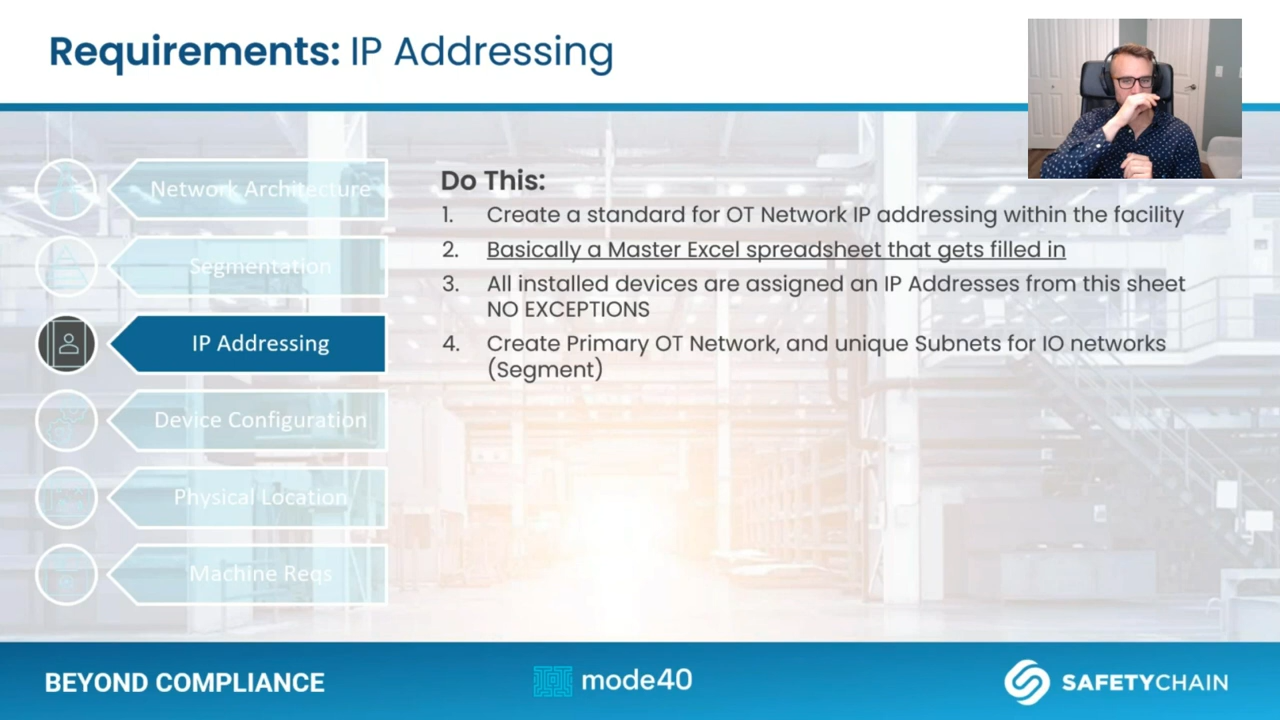 Requirements: IP Addressing
Network Architecture
Segmentation
IP Addressing
Device Configuration
Physical Location
Machine Reqs
Do This:
1. Create a standard for OT Network IP addressing within the facility
2. Basically a Master Excel spreadsheet that gets filled in
3. All installed devices are assigned an IP Addresses from this sheet
NO EXCEPTIONS
4. Create Primary OT Network, and unique Subnets for IO networks
(Segment)
BEYOND COMPLIANCE
mode40
SAFETYCHAIN